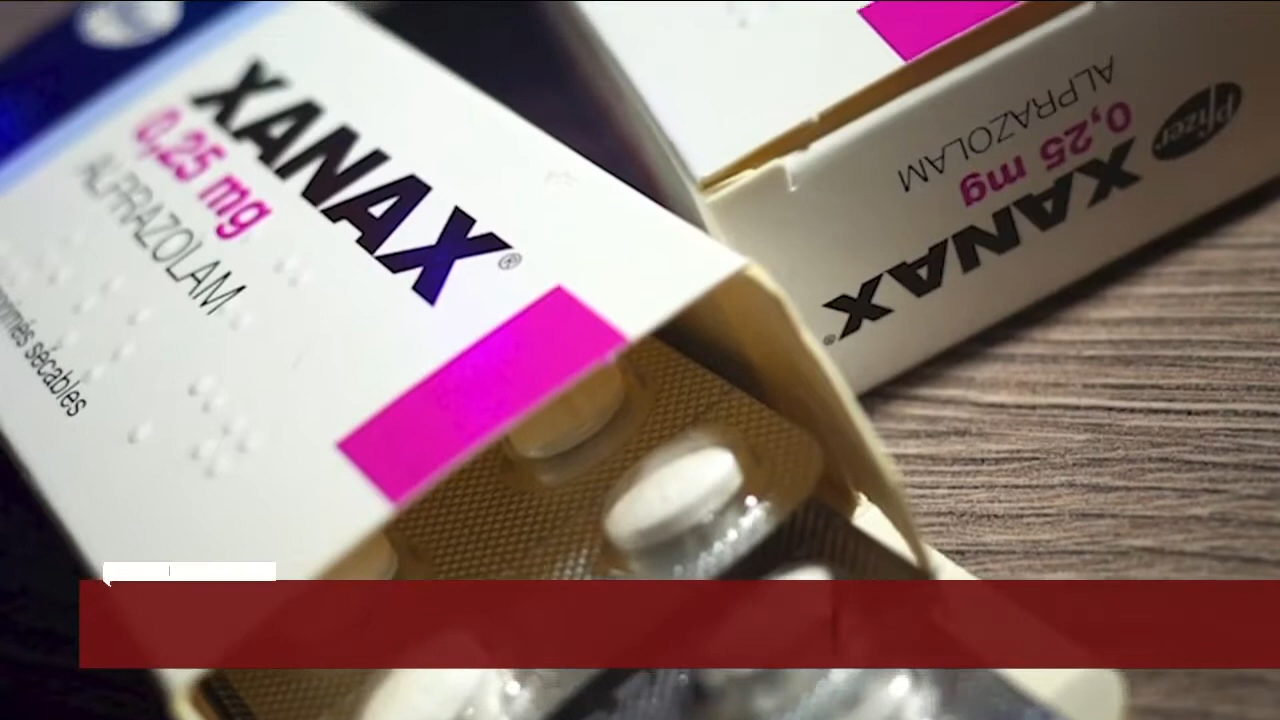 XANAX®
0,25 mg
ALPRAZOLAM
sécables
Pfizer
XANAX®
0,25 mg
ALPRAZOLAM